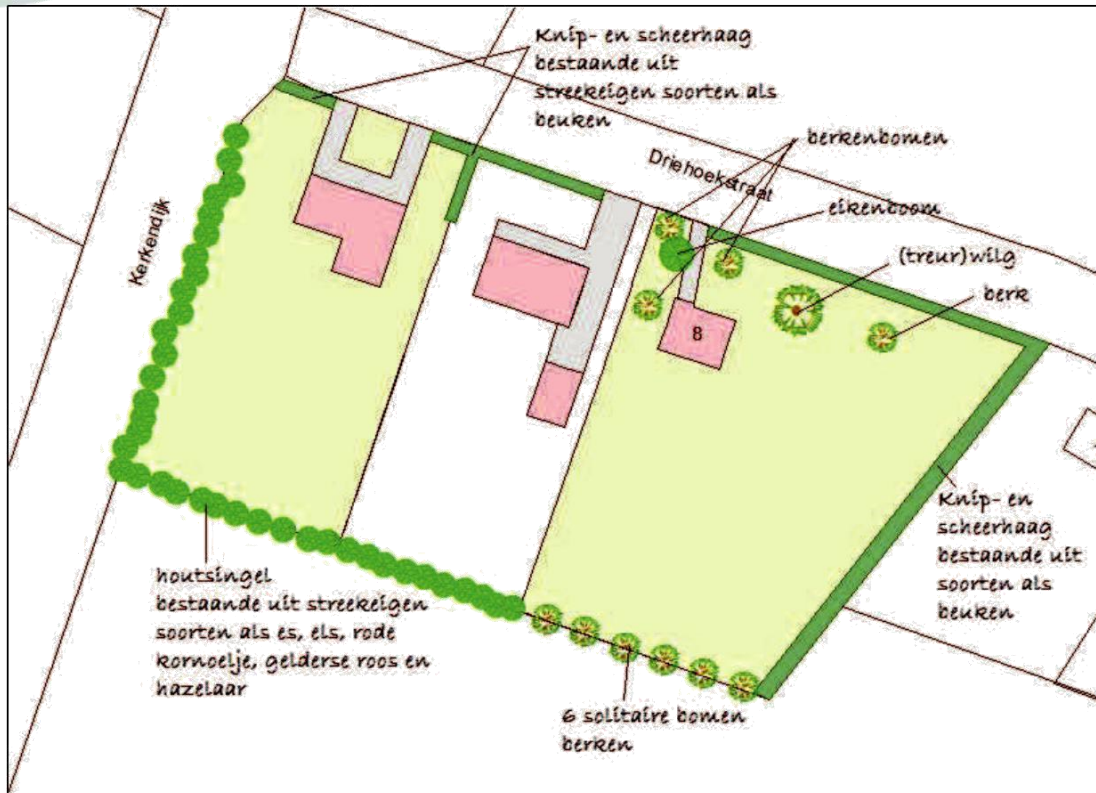 Knip- en scheerhaag
bestaande uit
streekeigen soorten als
beuken
berkenbomen
Driehoekstraat
eikenboom
(treur)wilg
Kerkendijk
berk
8
Knip- en
scheerhaag
bestaande uit
soorten als
beuken
houtsingel
bestaande uit streekeigen
soorten als es, els, rode
kornoelje, gelderse roos en
hazelaar
6 solitaire bomen
berken